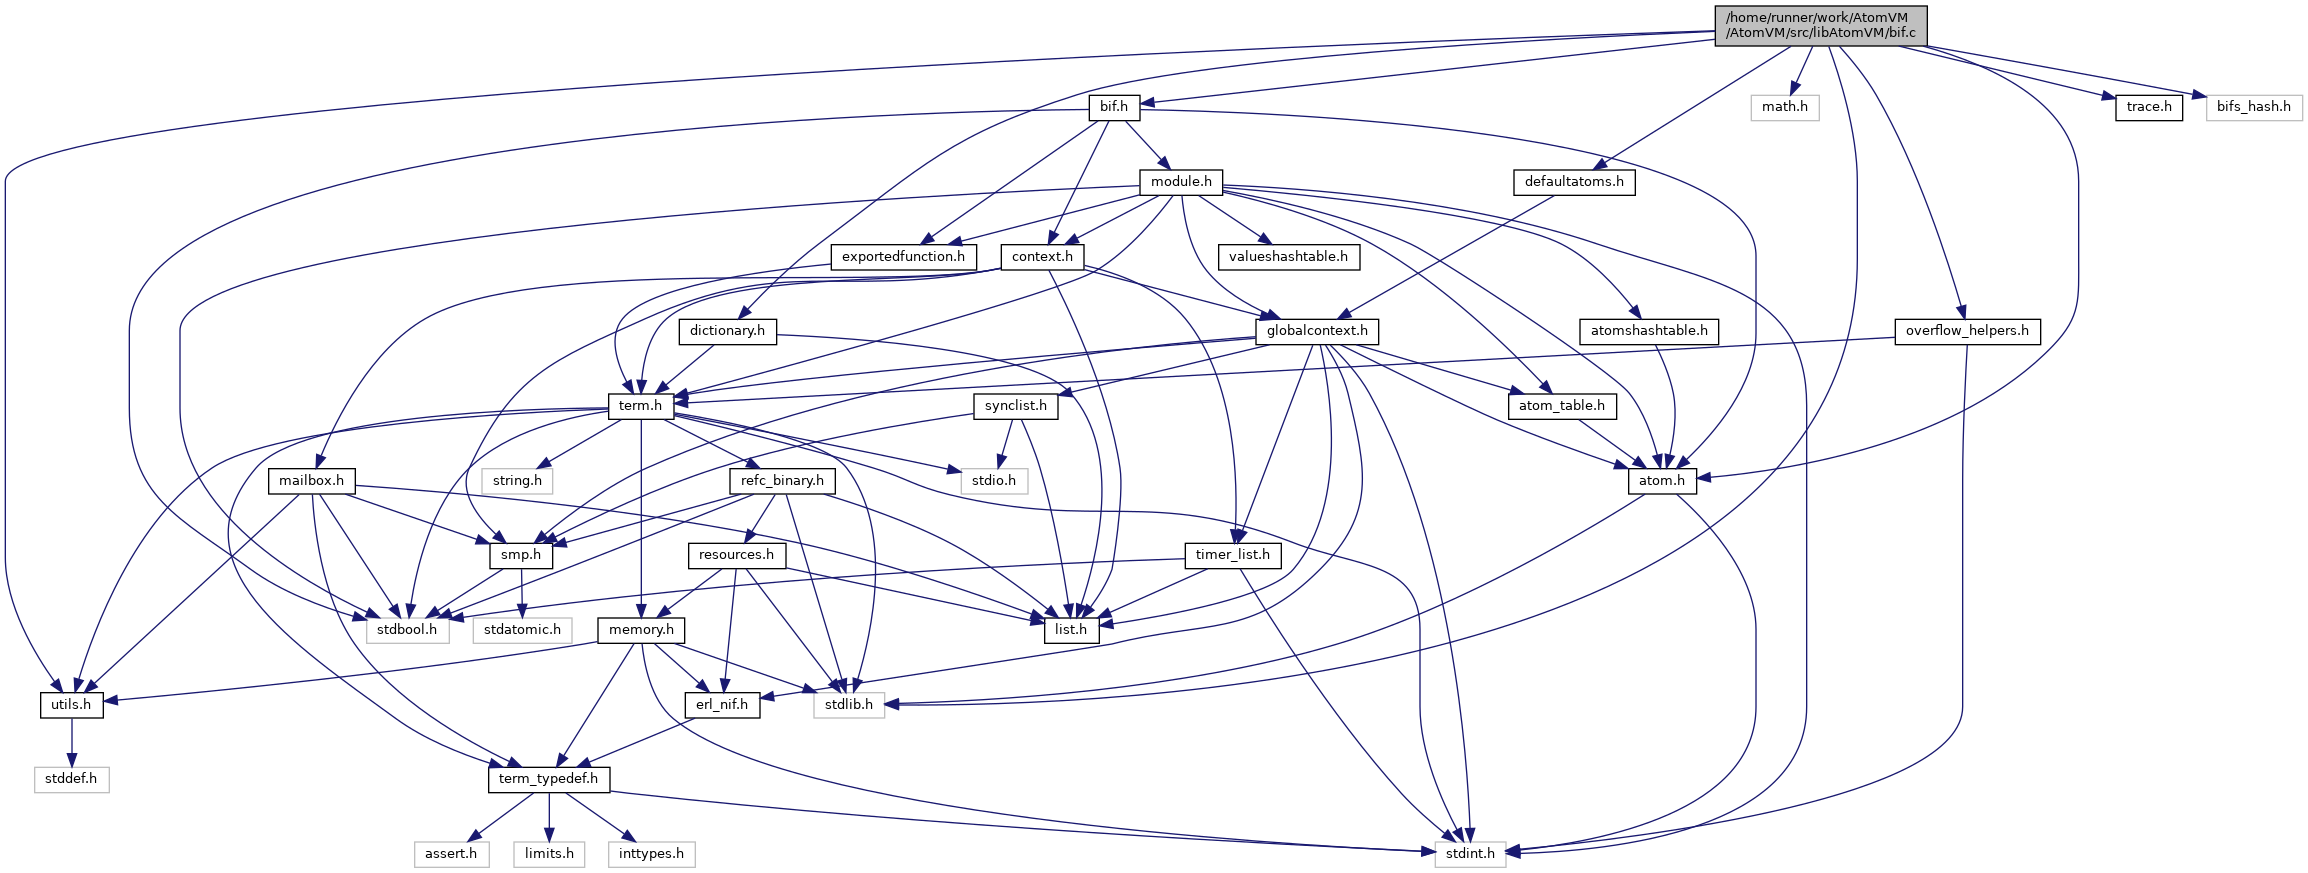 /home/runner/work/AtomVM
/AtomVM/src/libAtomVM/bif.c
bif.h
math.h
trace.h
bifs_hash.h
module.h
defaultatoms.h
exportedfunction.h
context.h
valueshashtable.h
dictionary.h
globalcontext.h
atomshashtable.h
overflow_helpers.h
term.h
synclist.h
atom_table.h
mailbox.h
string.h
refc_binary.h
stdio.h
atom.h
smp.h
resources.h
timer_list.h
stdbool.h
stdatomic.h
memory.h
list.h
utils.h
erl_nif.h
stdlib.h
stddef.h
term_typedef.h
assert.h
limits.h
inttypes.h
stdint.h